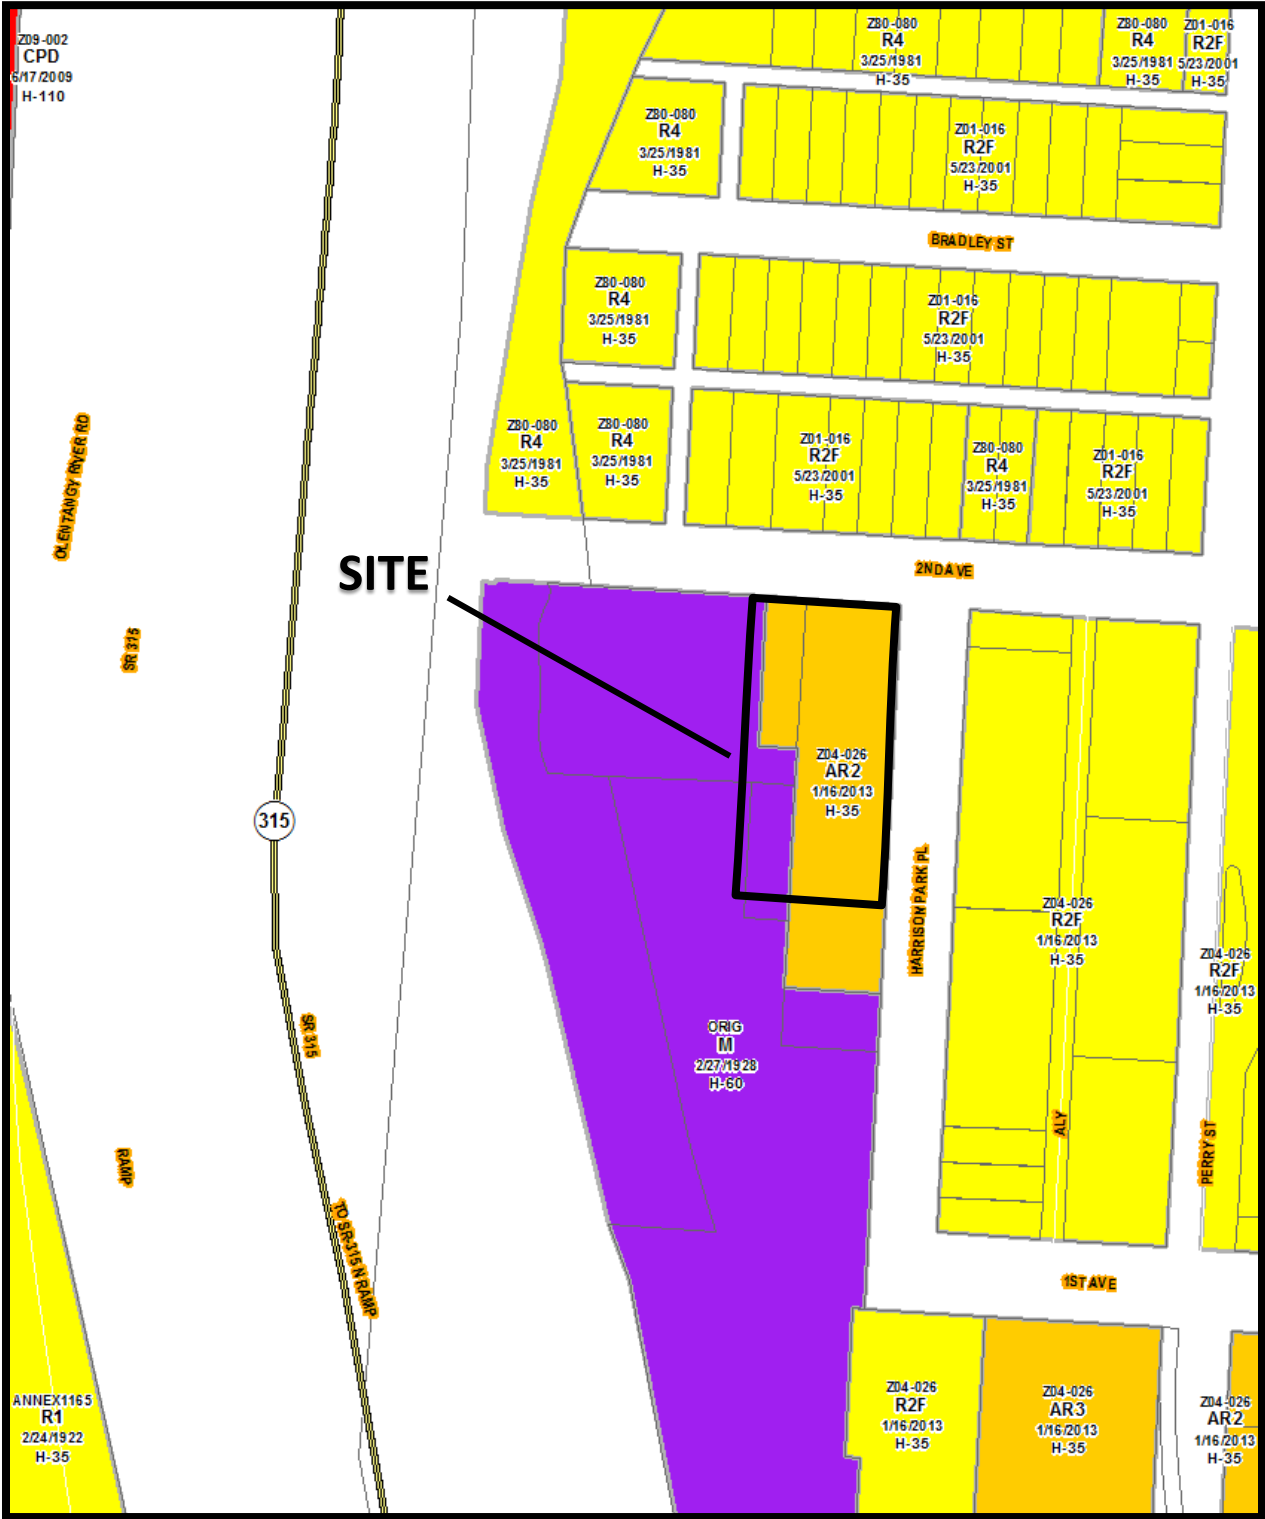 Z09-002
CPD
6/17/2009
H-110
Z80-080
R4
3/25/1981
H-35
Z80-080
R4
3/25/1981
H-35
Z01-016
R2F
5/23/2001
H-35
Z80-080
R4
3/25/1981
H-35
Z01-016
R2F
5/23/2001
H-35
BRADLEY ST
Z80-080
R4
3/25/1981
H-35
Z01-016
R2F
5/23/2001
H-35
OLENTANGY RIVER RD
Z80-080
R4
3/25/1981
H-35
Z80-080
R4
3/25/1981
H-35
Z01-016
R2F
5/23/2001
H-35
Z80-080
R4
3/25/1981
H-35
Z01-016
R2F
5/23/2001
H-35
2ND AVE
SITE
SR 315
Z04-026
AR2
1/16/2013
H-35
315
HARRISON PARK PL
Z04-026
R2F
1/16/2013
H-35
Z04-026
R2F
1/16/2013
H-35
SR 315
ORIG
M
2/27/1928
H-60
ALY
PERRY ST
RAMP
TO SR-315 N RAMP
1ST AVE
ANNEX1165
R1
2/24/1922
H-35
Z04-026
R2F
1/16/2013
H-35
Z04-026
AR3
1/16/2013
H-35
Z04-026
AR2
1/16/2013
H-35